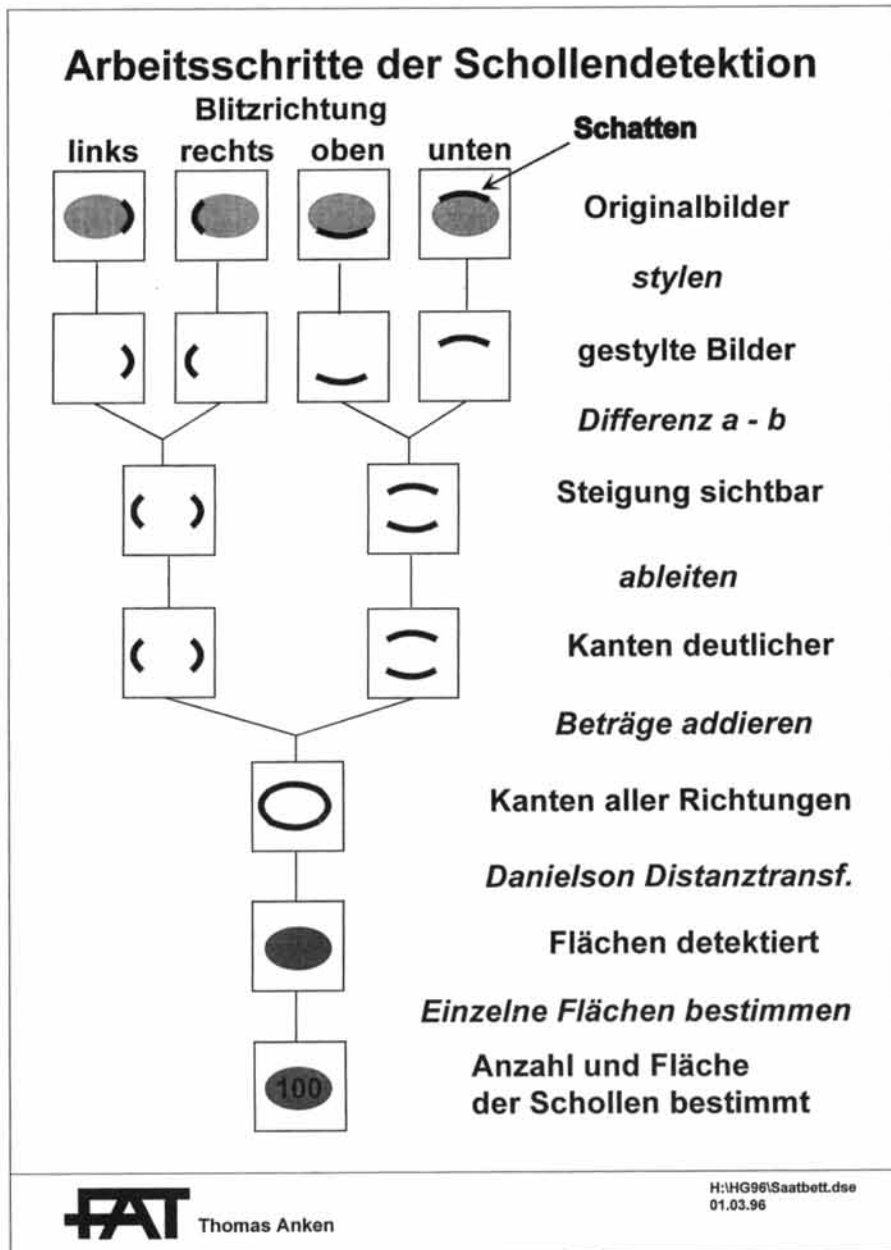 Arbeitsschritte der Schollendetektion
Blitzrichtung
links rechts oben unten
Schatten
Originalbilder
stylen
gestylte Bilder
Differenz a - b
Steigung sichtbar
ableiten
Kanten deutlicher
Beträge addieren
Kanten aller Richtungen
Danielson Distanztransf.
Flächen detektiert
Einzelne Flächen bestimmen
100
Anzahl und Fläche
der Schollen bestimmt
FAT Thomas Anken
H:\HG96\Saatbett.dse
01.03.96